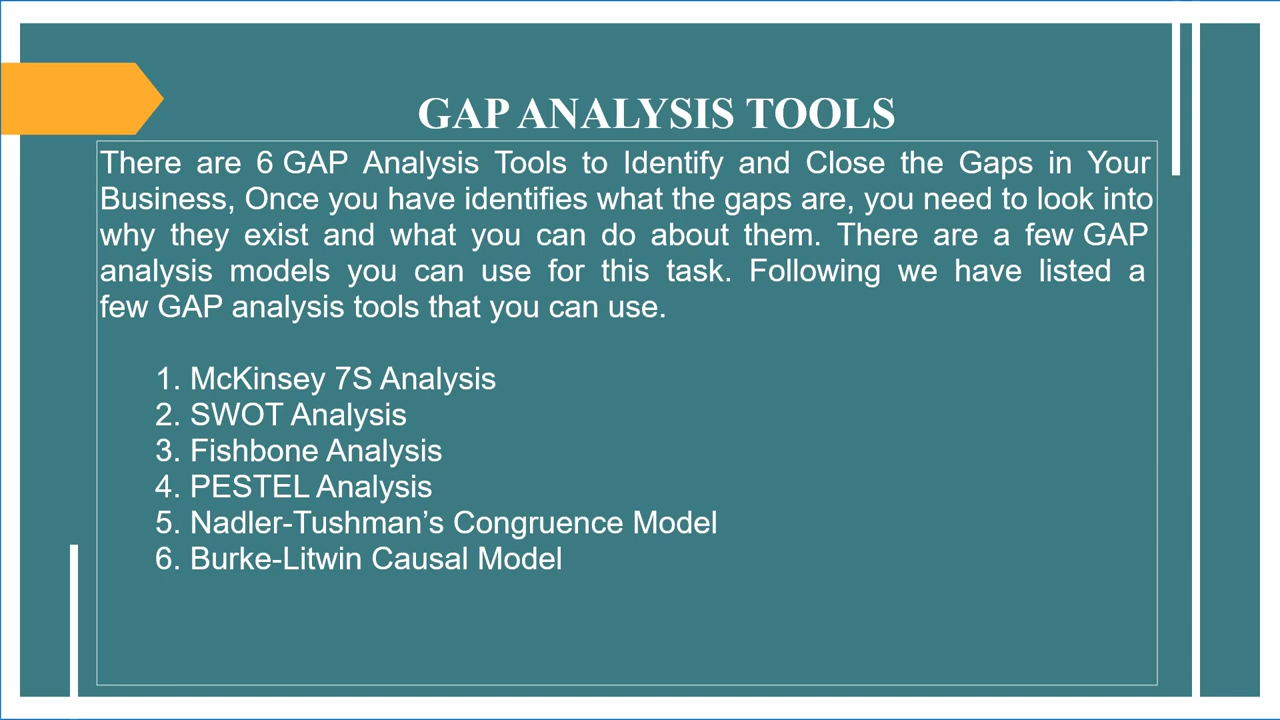 GAP ANALYSIS TOOLS
There are 6 GAP Analysis Tools to Identify and Close the Gaps in Your
Business, Once you have identifies what the gaps are, you need to look into
why they exist and what you can do about them. There are a few GAP
analysis models you can use for this task. Following we have listed a
few GAP analysis tools that you can use.
1. McKinsey 7S Analysis
2. SWOT Analysis
3. Fishbone Analysis
4. PESTEL Analysis
5. Nadler-Tushman’s Congruence Model
6. Burke-Litwin Causal Model